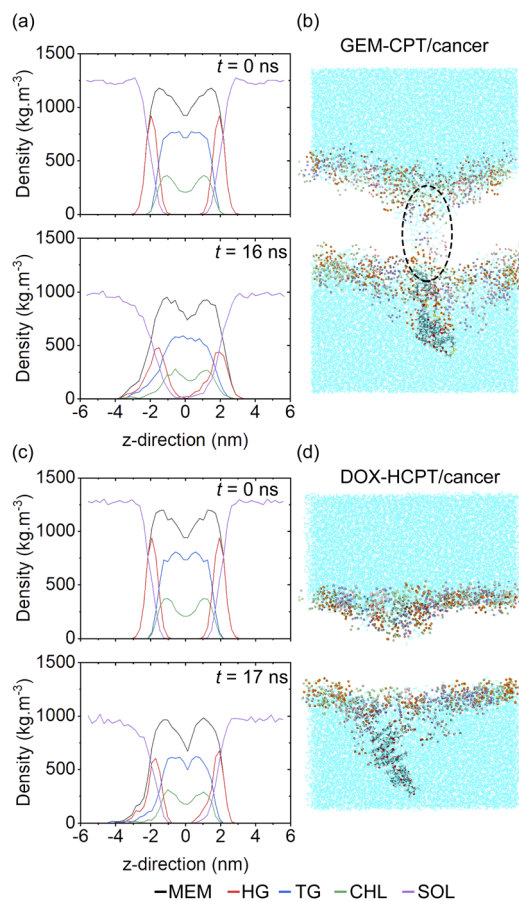 (a)
(b)
GEM-CPT/cancer
1500
t = 0 ns
1000
500
0
Density (kg.m-3)
1500
t = 16 ns
1000
500
0
Density (kg.m-3)
-6 -4 -2 0 2 4 6
z-direction (nm)
(c)
(d)
DOX-HCPT/cancer
1500
t = 0 ns
1000
500
0
Density (kg.m-3)
1500
t = 17 ns
1000
500
0
Density (kg.m-3)
-6 -4 -2 0 2 4 6
z-direction (nm)
MEM HG TG CHL SOL